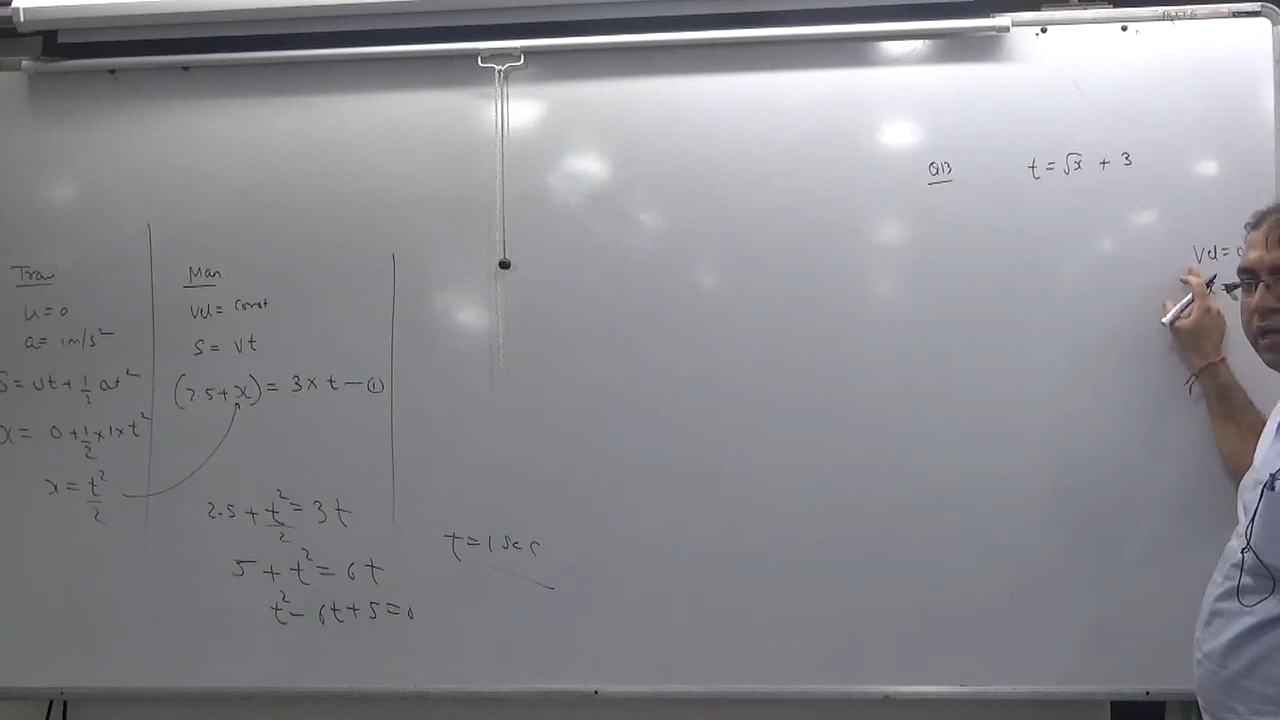 Train
u = 0
a = 1m/s²
S = ut + 1/2 at²
x = 0 + 1/2 × 1 × t²
x = t²/2
Man
Vel = const
S = vt
(2.5 + x) = 3 × t — ①
2.5 + t²/2 = 3t
5 + t² = 6t
t² - 6t + 5 = 0
t = 1 sec
Q13 t = √x + 3
Vel = 0
x